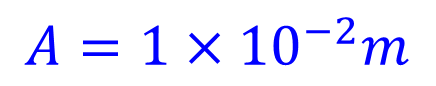 A = 1 × 10⁻²m